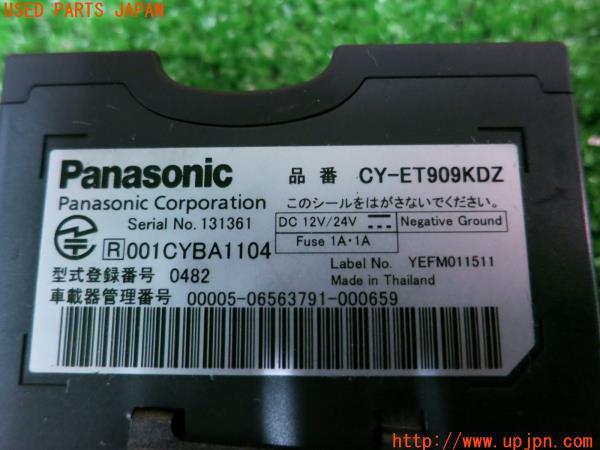 USED PARTS JAPAN
Panasonic 品番 CY-ET909KDZ
Panasonic Corporation このシールをはがさないでください。
Serial No. 131361 DC 12V/24V Negative Ground
Fuse 1A・1A
R 001CYBA1104
Label No. YEFM011511
型式登録番号 0482 Made in Thailand
車載器管理番号 00005-06563791-000659
http://www.upjpn.com/